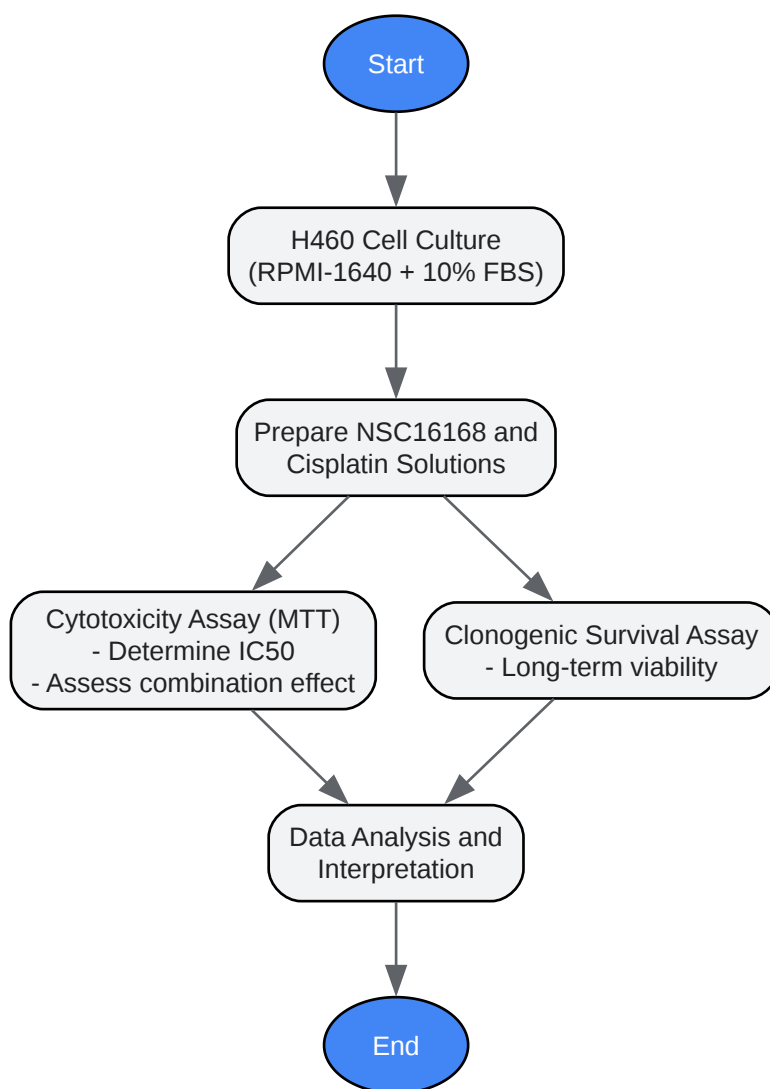 Start
H460 Cell Culture
(RPMI-1640 + 10% FBS)
Prepare NSC16168 and
Cisplatin Solutions
Cytotoxicity Assay (MTT)
- Determine IC50
- Assess combination effect
Clonogenic Survival Assay
- Long-term viability
Data Analysis and
Interpretation
End